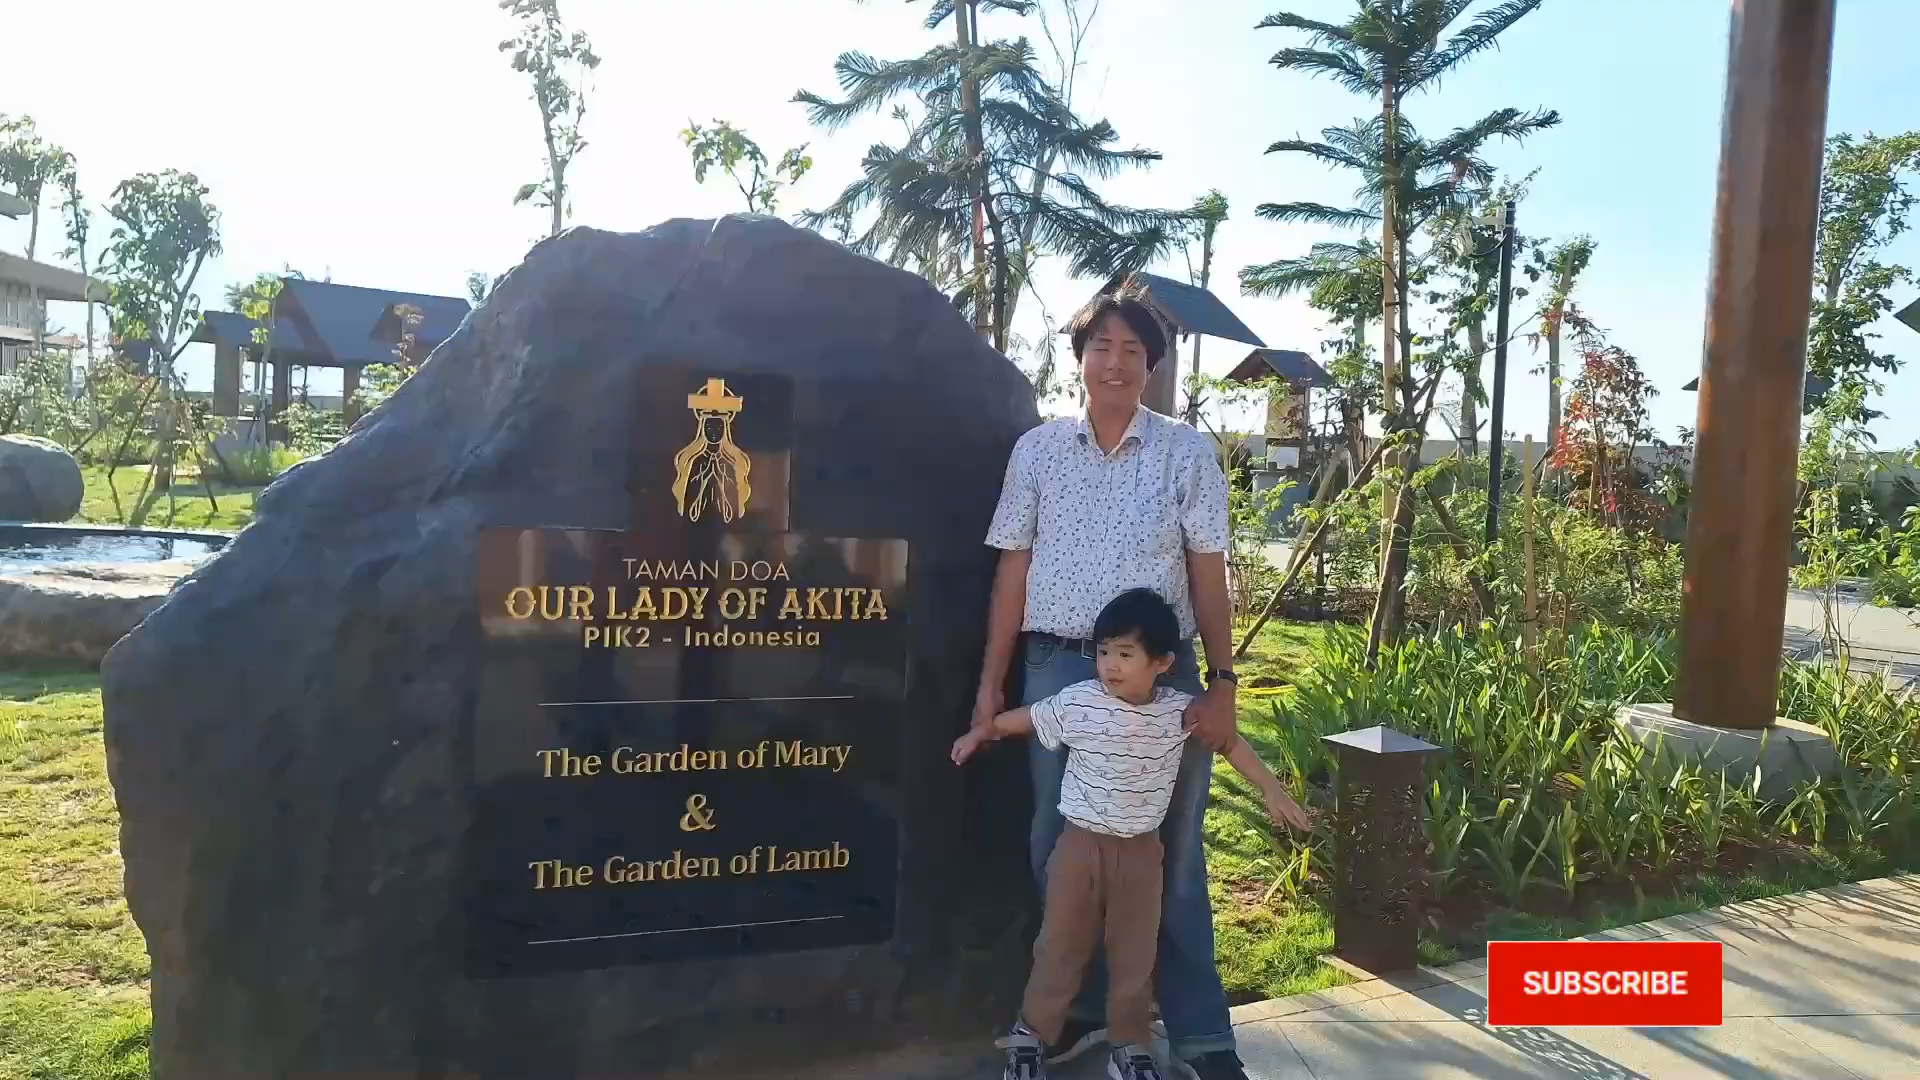 TAMAN DOA
OUR LADY OF AKITA
PIK2 - Indonesia
The Garden of Mary
&
The Garden of Lamb
SUBSCRIBE